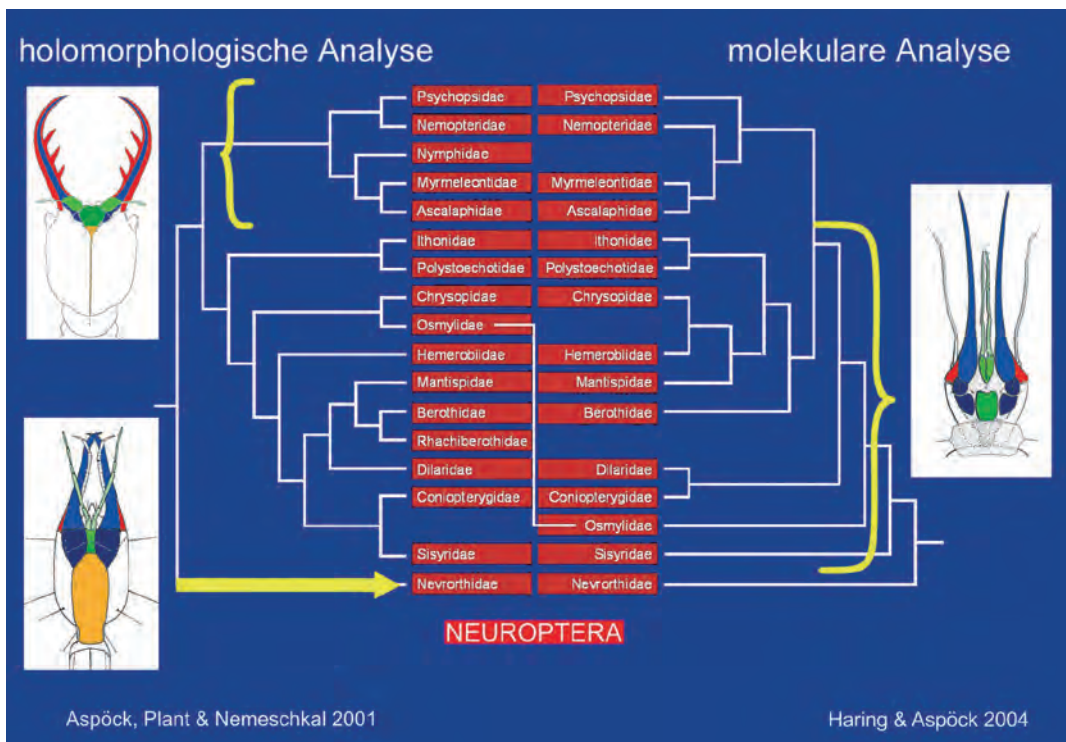 holomorphologische Analyse
molekulare Analyse
Psychopsidae Psychopsidae
Nemopteridae Nemopteridae
Nymphidae
Myrmeleontidae Myrmeleontidae
Ascalaphidae Ascalaphidae
Ithonidae Ithonidae
Polystoechotidae Polystoechotidae
Chrysopidae Chrysopidae
Osmylidae
Hemerobiidae Hemerobiidae
Mantispidae Mantispidae
Berothidae Berothidae
Rhachiberothidae
Dilaridae Dilaridae
Coniopterygidae Coniopterygidae
Osmylidae
Sisyridae Sisyridae
Nevrorthidae Nevrorthidae
NEUROPTERA
Aspöck, Plant & Nemeschkal 2001
Haring & Aspöck 2004